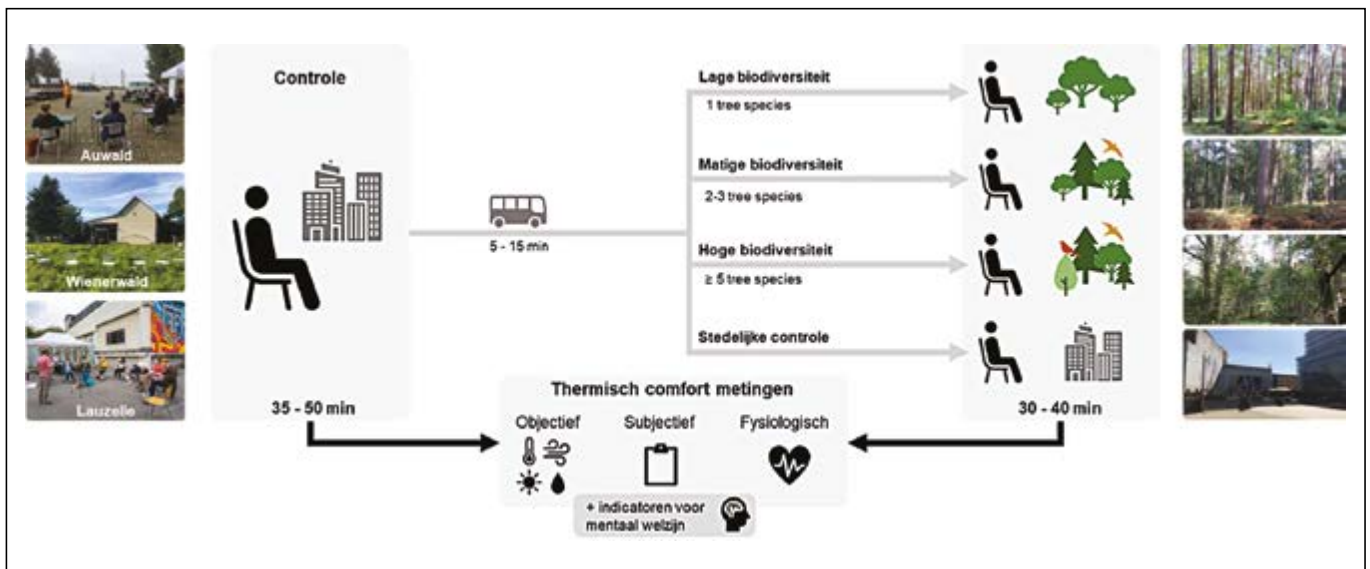 Auwald
Wienerwald
Lauzelle
Controle
35 - 50 min
5 - 15 min
Lage biodiversiteit
1 tree species
Matige biodiversiteit
2-3 tree species
Hoge biodiversiteit
≥ 5 tree species
Stedelijke controle
30 - 40 min
Thermisch comfort metingen
Objectief
Subjectief
Fysiologisch
+ indicatoren voor
mentaal welzijn